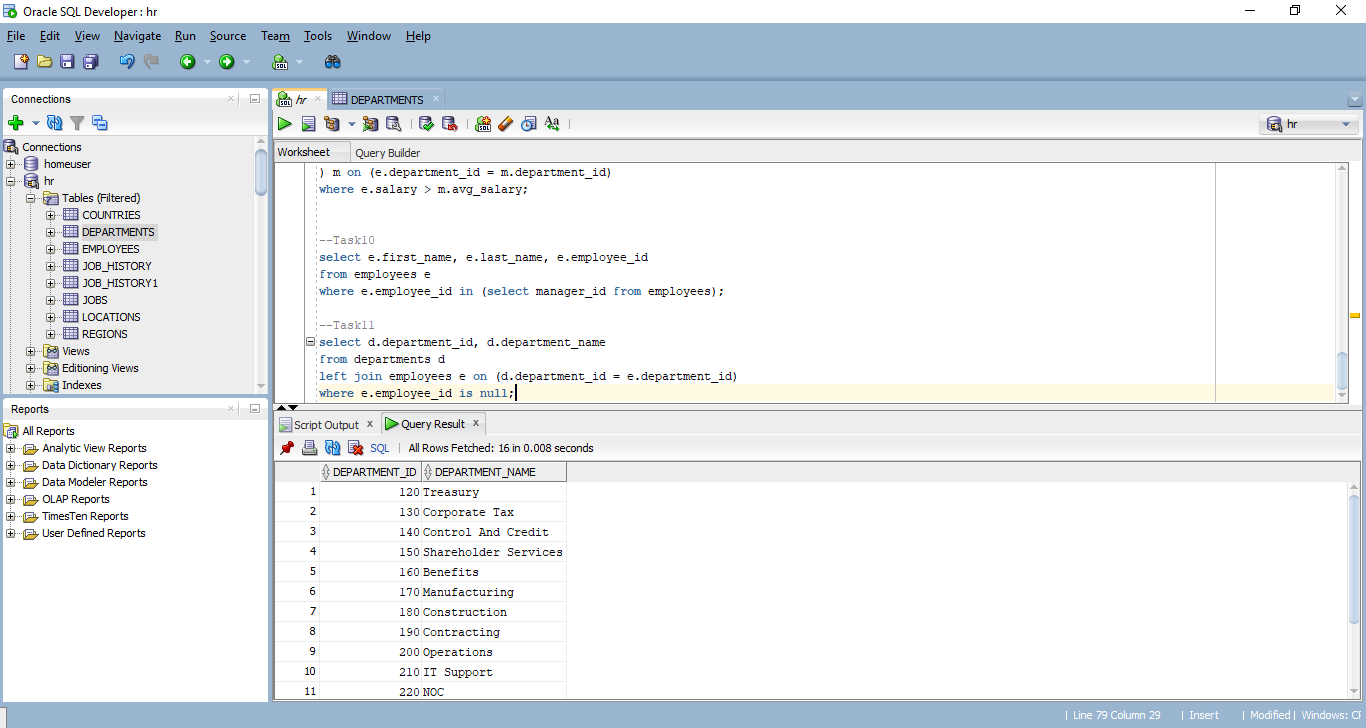 Oracle SQL Developer : hr
File Edit View Navigate Run Source Team Tools Window Help
Connections
Connections
homeuser
hr
Tables (Filtered)
COUNTRIES
DEPARTMENTS
EMPLOYEES
JOB_HISTORY
JOB_HISTORY1
JOBS
LOCATIONS
REGIONS
Views
Editioning Views
Indexes
Reports
All Reports
Analytic View Reports
Data Dictionary Reports
Data Modeler Reports
OLAP Reports
TimesTen Reports
User Defined Reports
hr DEPARTMENTS
hr
Worksheet Query Builder
) m on (e.department_id = m.department_id)
where e.salary > m.avg_salary;
--Task10
select e.first_name, e.last_name, e.employee_id
from employees e
where e.employee_id in (select manager_id from employees);
--Task11
select d.department_id, d.department_name
from departments d
left join employees e on (d.department_id = e.department_id)
where e.employee_id is null;
Script Output Query Result
SQL | All Rows Fetched: 16 in 0.008 seconds
DEPARTMENT_ID DEPARTMENT_NAME
1 120 Treasury
2 130 Corporate Tax
3 140 Control And Credit
4 150 Shareholder Services
5 160 Benefits
6 170 Manufacturing
7 180 Construction
8 190 Contracting
9 200 Operations
10 210 IT Support
11 220 NOC
| Line 79 Column 29 | Insert | Modified | Windows: